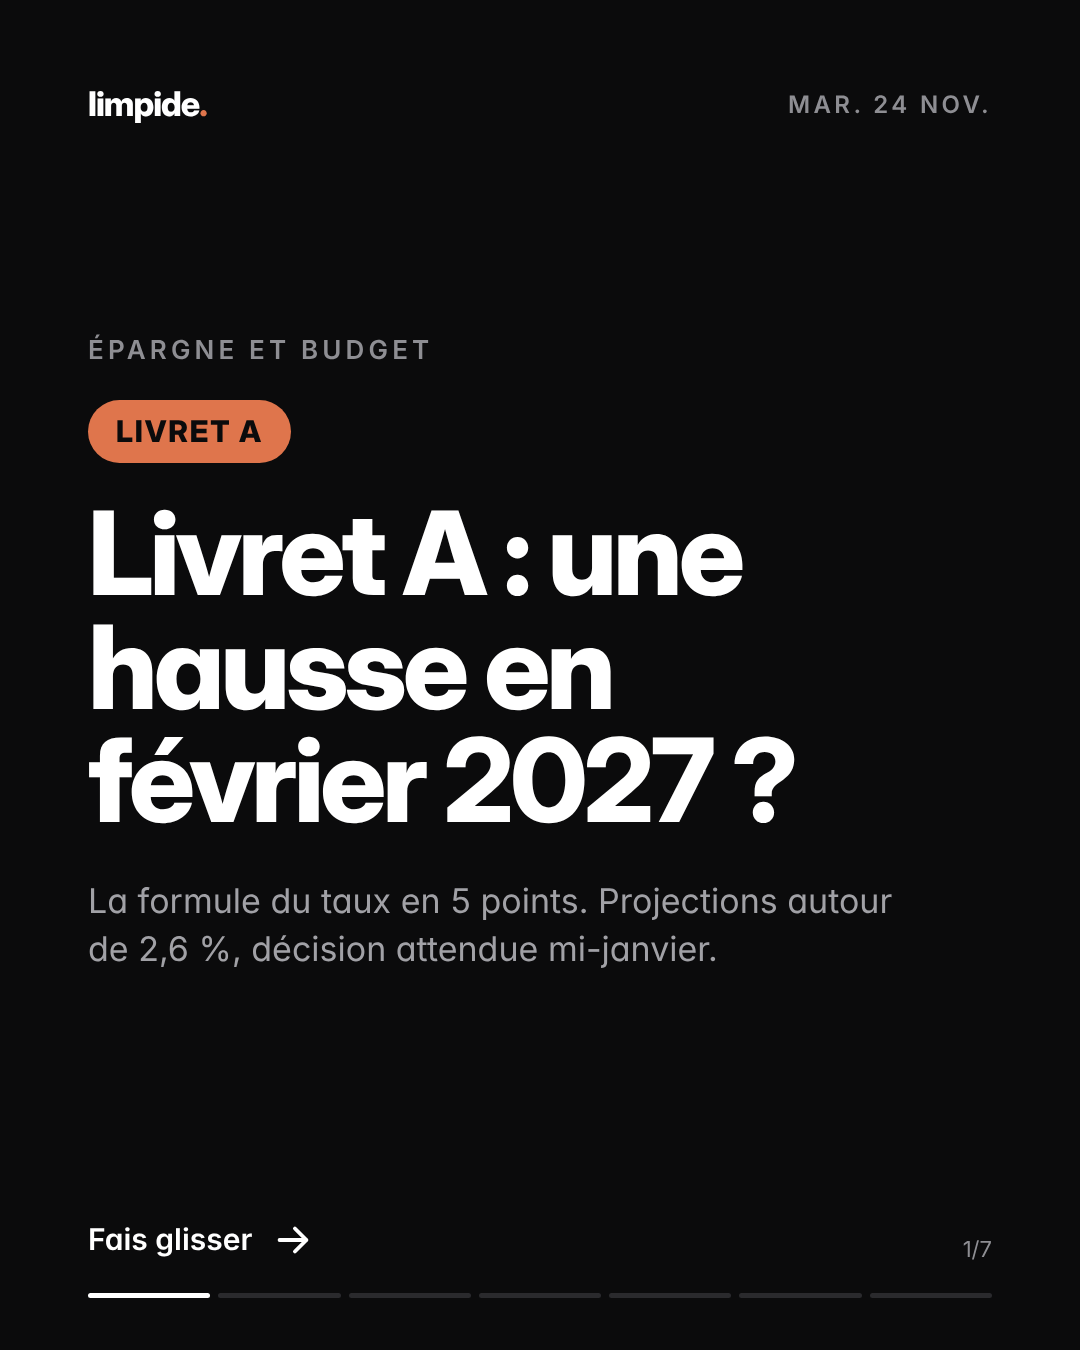 limpide.
MAR. 24 NOV.
ÉPARGNE ET BUDGET
LIVRET A
Livret A : une
hausse en
février 2027 ?
La formule du taux en 5 points. Projections autour
de 2,6 %, décision attendue mi-janvier.
Fais glisser →
1/7